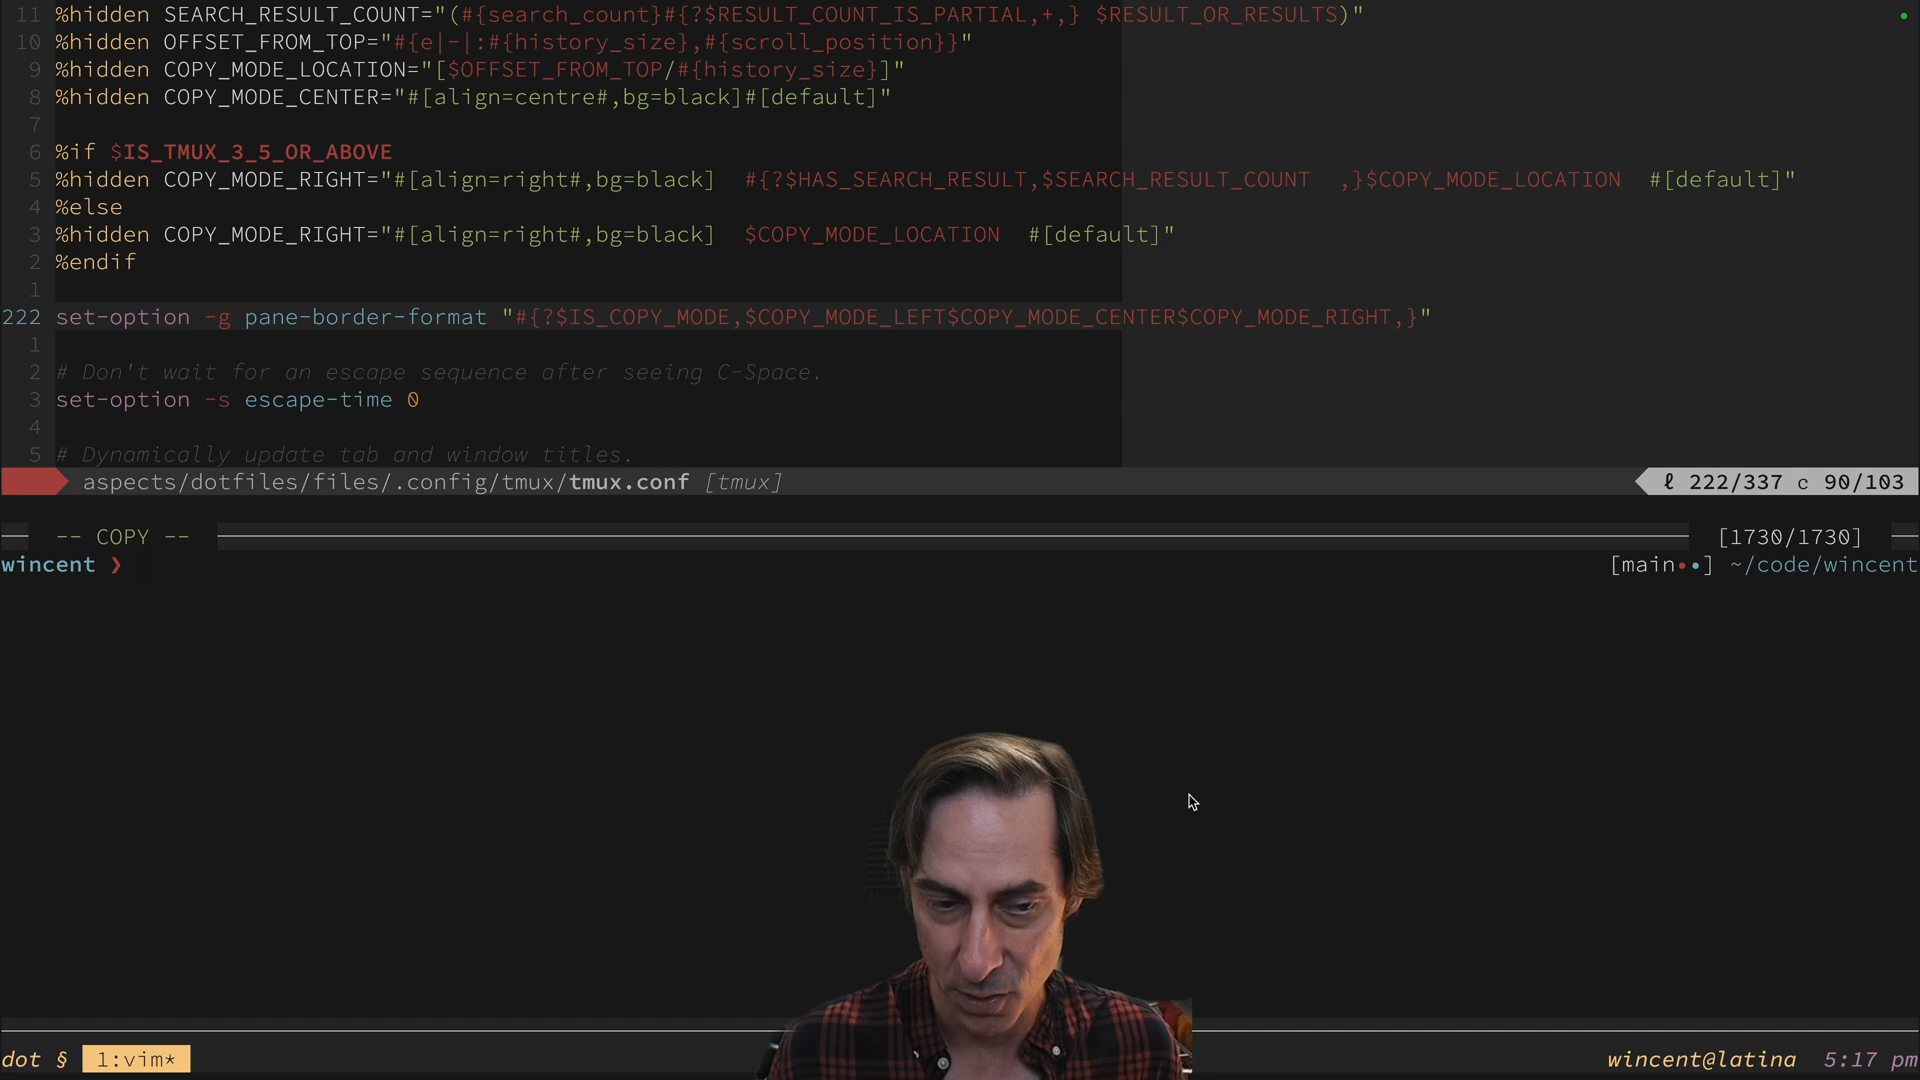 11 %hidden SEARCH_RESULT_COUNT="(#{search_count}#{?$RESULT_COUNT_IS_PARTIAL,+,} $RESULT_OR_RESULTS)"
10 %hidden OFFSET_FROM_TOP="#{e|-|:#{history_size},#{scroll_position}}"
9 %hidden COPY_MODE_LOCATION="[$OFFSET_FROM_TOP/#{history_size}]"
8 %hidden COPY_MODE_CENTER="#[align=centre#,bg=black]#[default]"
7
6 %if $IS_TMUX_3_5_OR_ABOVE
5 %hidden COPY_MODE_RIGHT="#[align=right#,bg=black]  #{?$HAS_SEARCH_RESULT,$SEARCH_RESULT_COUNT  ,}$COPY_MODE_LOCATION  #[default]"
4 %else
3 %hidden COPY_MODE_RIGHT="#[align=right#,bg=black]  $COPY_MODE_LOCATION  #[default]"
2 %endif
1
222 set-option -g pane-border-format "#{?$IS_COPY_MODE,$COPY_MODE_LEFT$COPY_MODE_CENTER$COPY_MODE_RIGHT,}"
1
2 # Don't wait for an escape sequence after seeing C-Space.
3 set-option -s escape-time 0
4
5 # Dynamically update tab and window titles.
aspects/dotfiles/files/.config/tmux/tmux.conf [tmux] ℓ 222/337 c 90/103
-- COPY -- [1730/1730]
wincent ❯ [main••] ~/code/wincent
dot § 1:vim* wincent@latina 5:17 pm